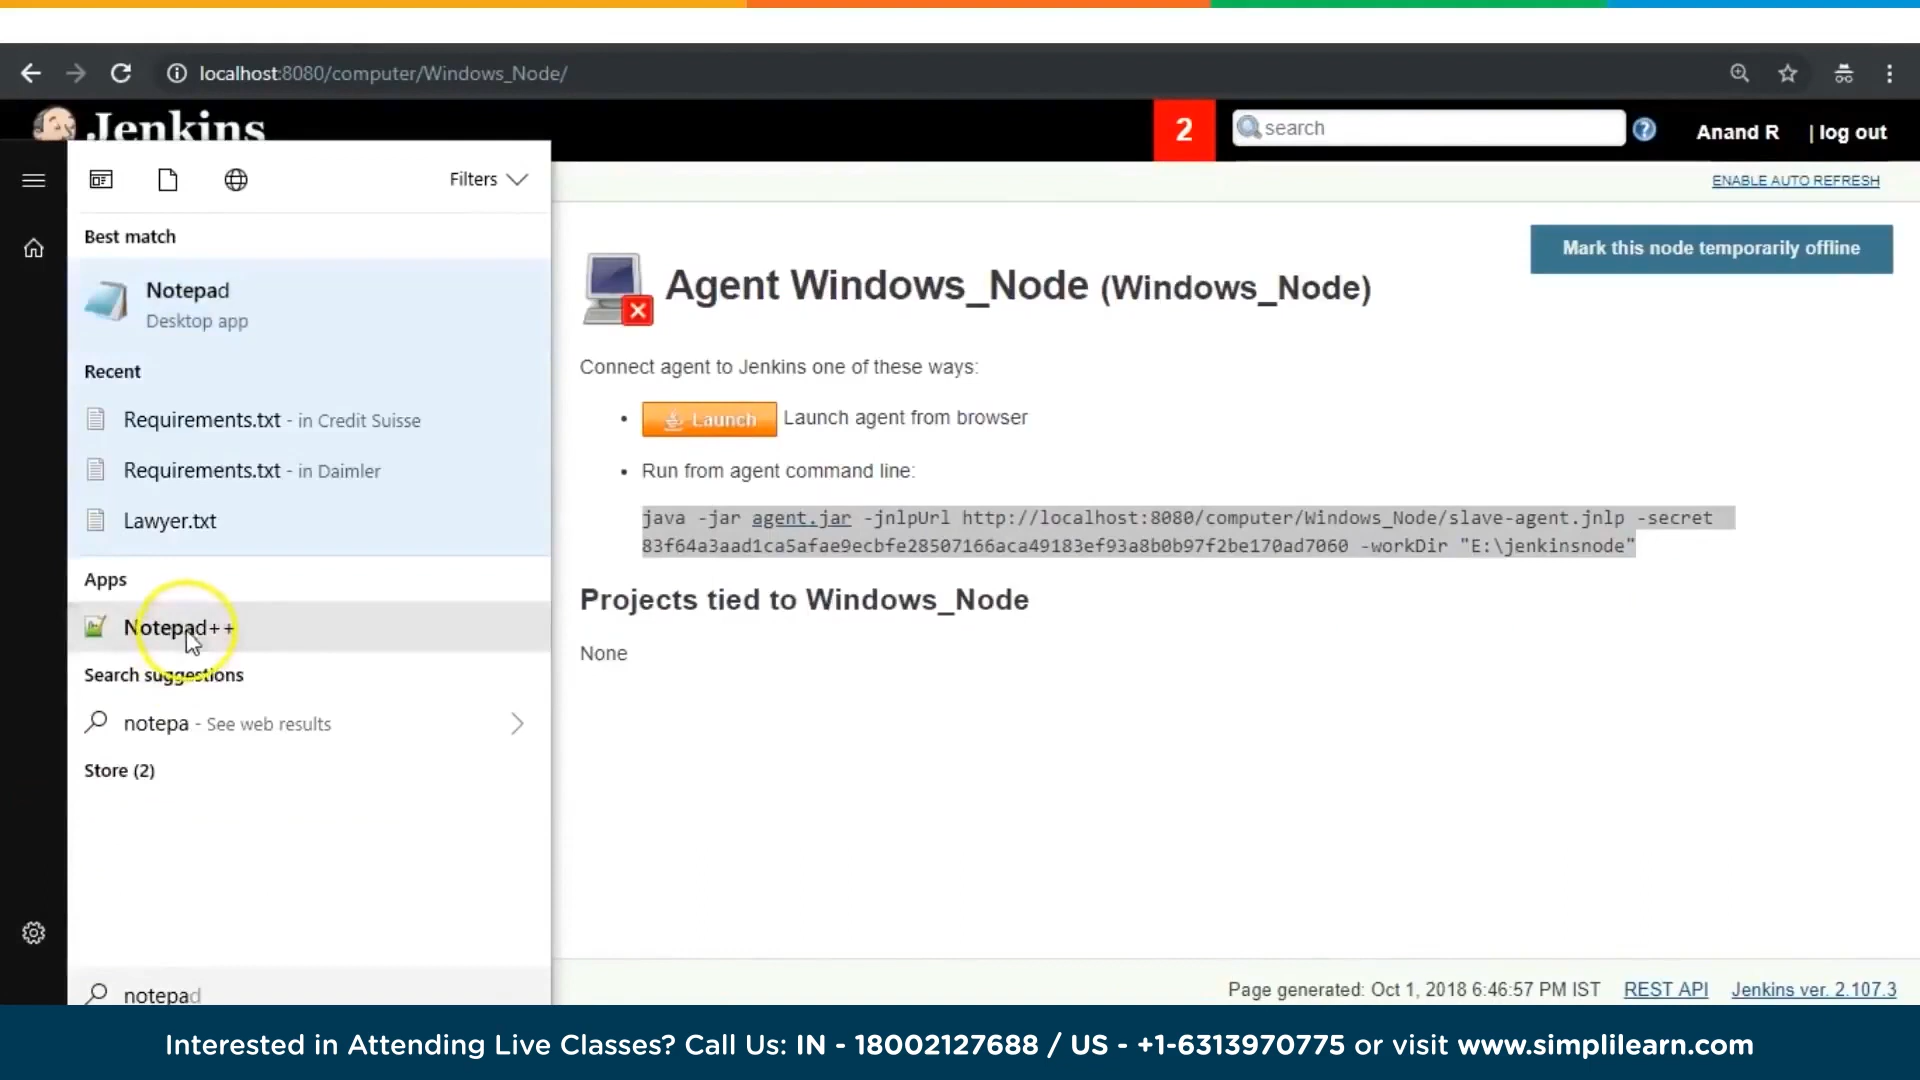 localhost:8080/computer/Windows_Node/
Jenkins
2
search
Anand R
| log out
ENABLE AUTO REFRESH
Filters
Best match
Notepad
Desktop app
Recent
Requirements.txt - in Credit Suisse
Requirements.txt - in Daimler
Lawyer.txt
Apps
Notepad++
Search suggestions
notepa - See web results
Store (2)
notepad
Mark this node temporarily offline
Agent Windows_Node (Windows_Node)
Connect agent to Jenkins one of these ways:
Launch Launch agent from browser
Run from agent command line:
java -jar agent.jar -jnlpUrl http://localhost:8080/computer/Windows_Node/slave-agent.jnlp -secret
83f64a3aad1ca5afae9ecbfe28507166aca49183ef93a8b0b97f2be170ad7060 -workDir "E:\jenkinsnode"
Projects tied to Windows_Node
None
Page generated: Oct 1, 2018 6:46:57 PM IST REST API Jenkins ver. 2.107.3
Interested in Attending Live Classes? Call Us: IN - 18002127688 / US - +1-6313970775 or visit www.simplilearn.com